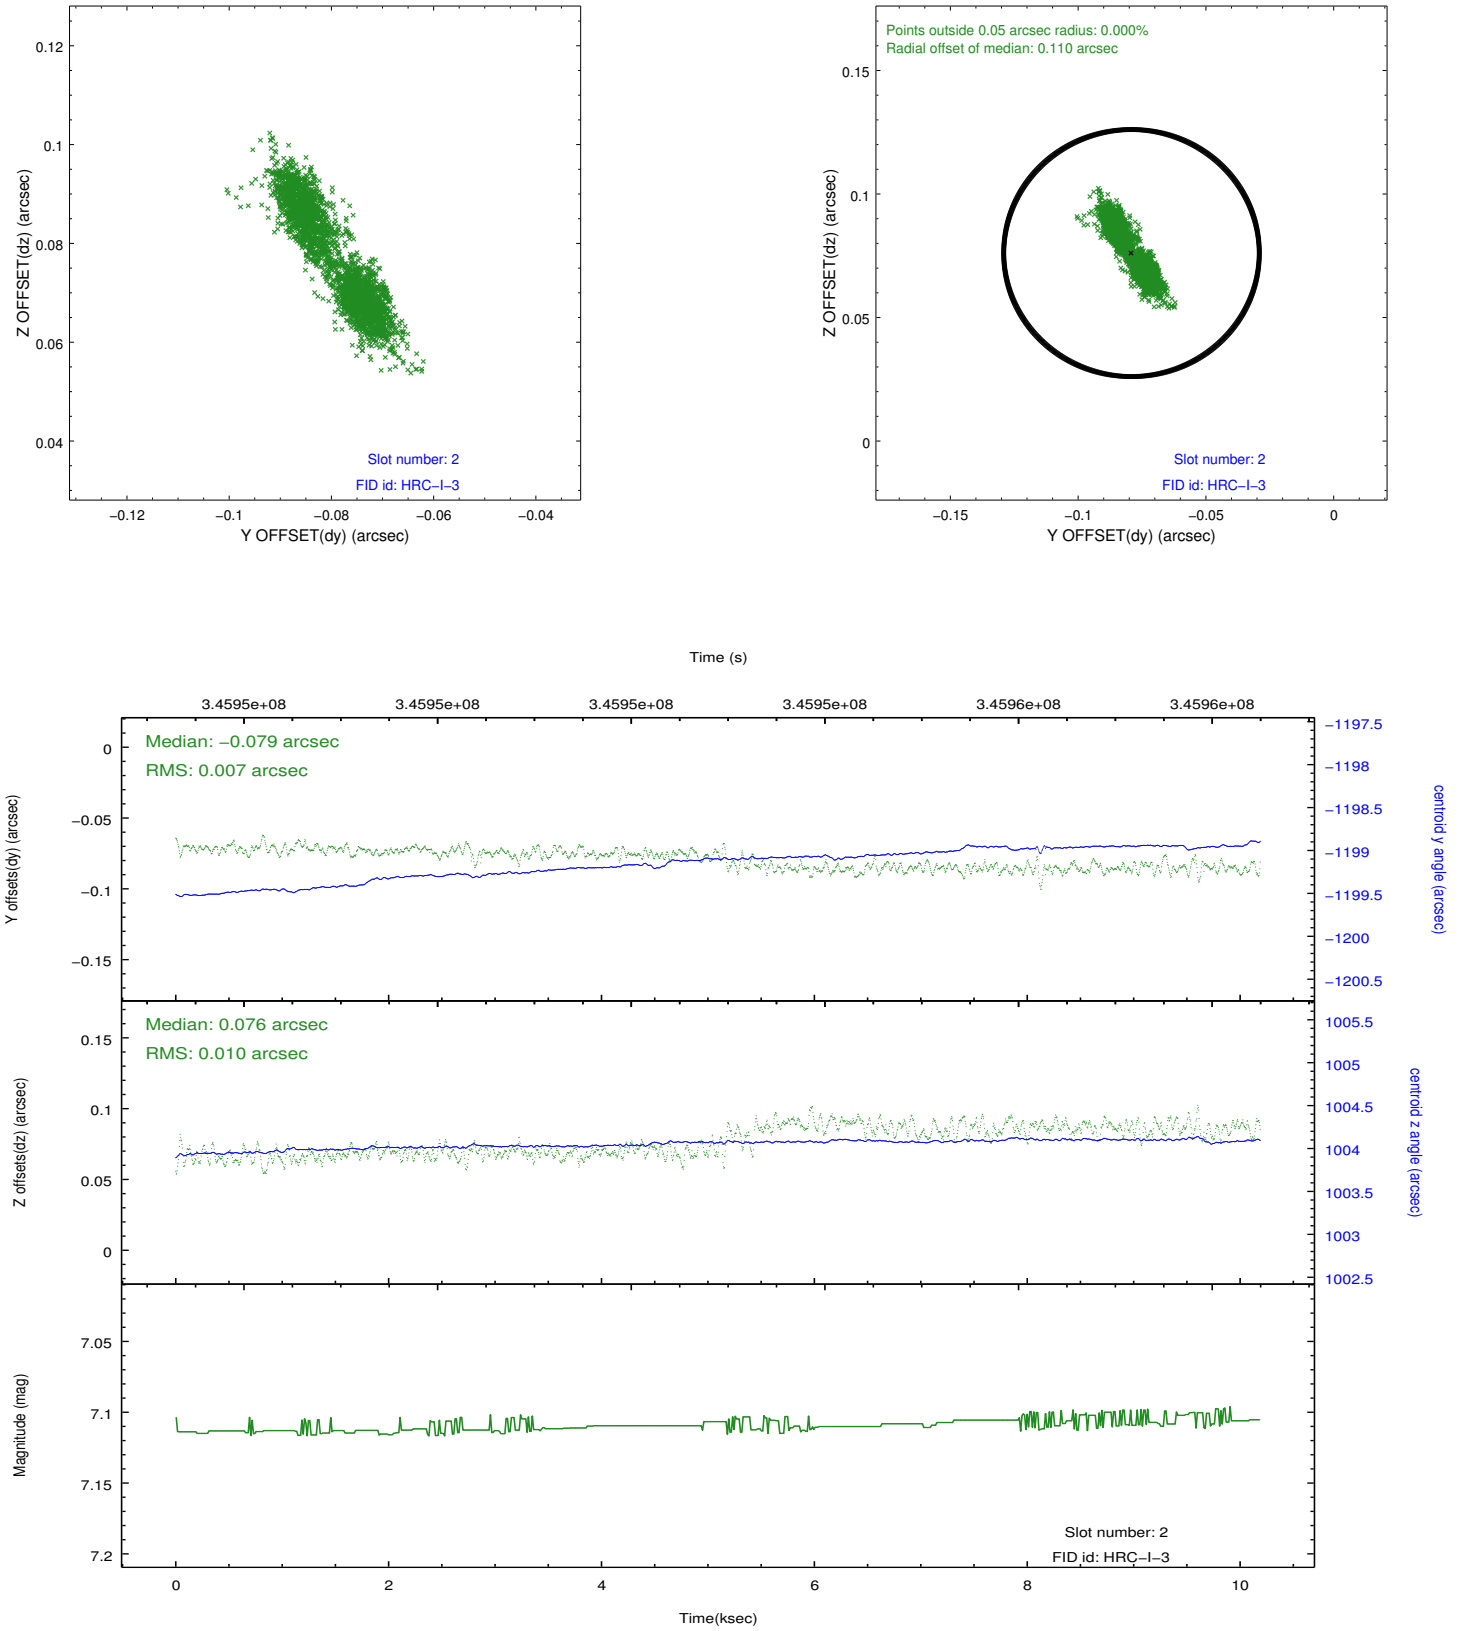 0.12
0.1
0.08
0.06
0.04
Z OFFSET(dz) (arcsec)
Slot number: 2
FID id: HRC−I−3
−0.12 −0.1 −0.08 −0.06 −0.04
Y OFFSET(dy) (arcsec)
Points outside 0.05 arcsec radius: 0.000%
Radial offset of median: 0.110 arcsec
0.15
0.1
0.05
0
Z OFFSET(dz) (arcsec)
Slot number: 2
FID id: HRC−I−3
−0.15 −0.1 −0.05 0
Y OFFSET(dy) (arcsec)
Time (s)
3.4595e+08 3.4595e+08 3.4595e+08 3.4595e+08 3.4596e+08 3.4596e+08
Median: −0.079 arcsec
RMS: 0.007 arcsec
0
−0.05
−0.1
−0.15
Y offsets(dy) (arcsec)
−1197.5
−1198
−1198.5
−1199
−1199.5
−1200
−1200.5
centroid y angle (arcsec)
Median: 0.076 arcsec
RMS: 0.010 arcsec
0.15
0.1
0.05
0
Z offsets(dz) (arcsec)
1005.5
1005
1004.5
1004
1003.5
1003
1002.5
centroid z angle (arcsec)
7.05
7.1
7.15
7.2
Magnitude (mag)
Slot number: 2
FID id: HRC−I−3
0 2 4 6 8 10
Time(ksec)